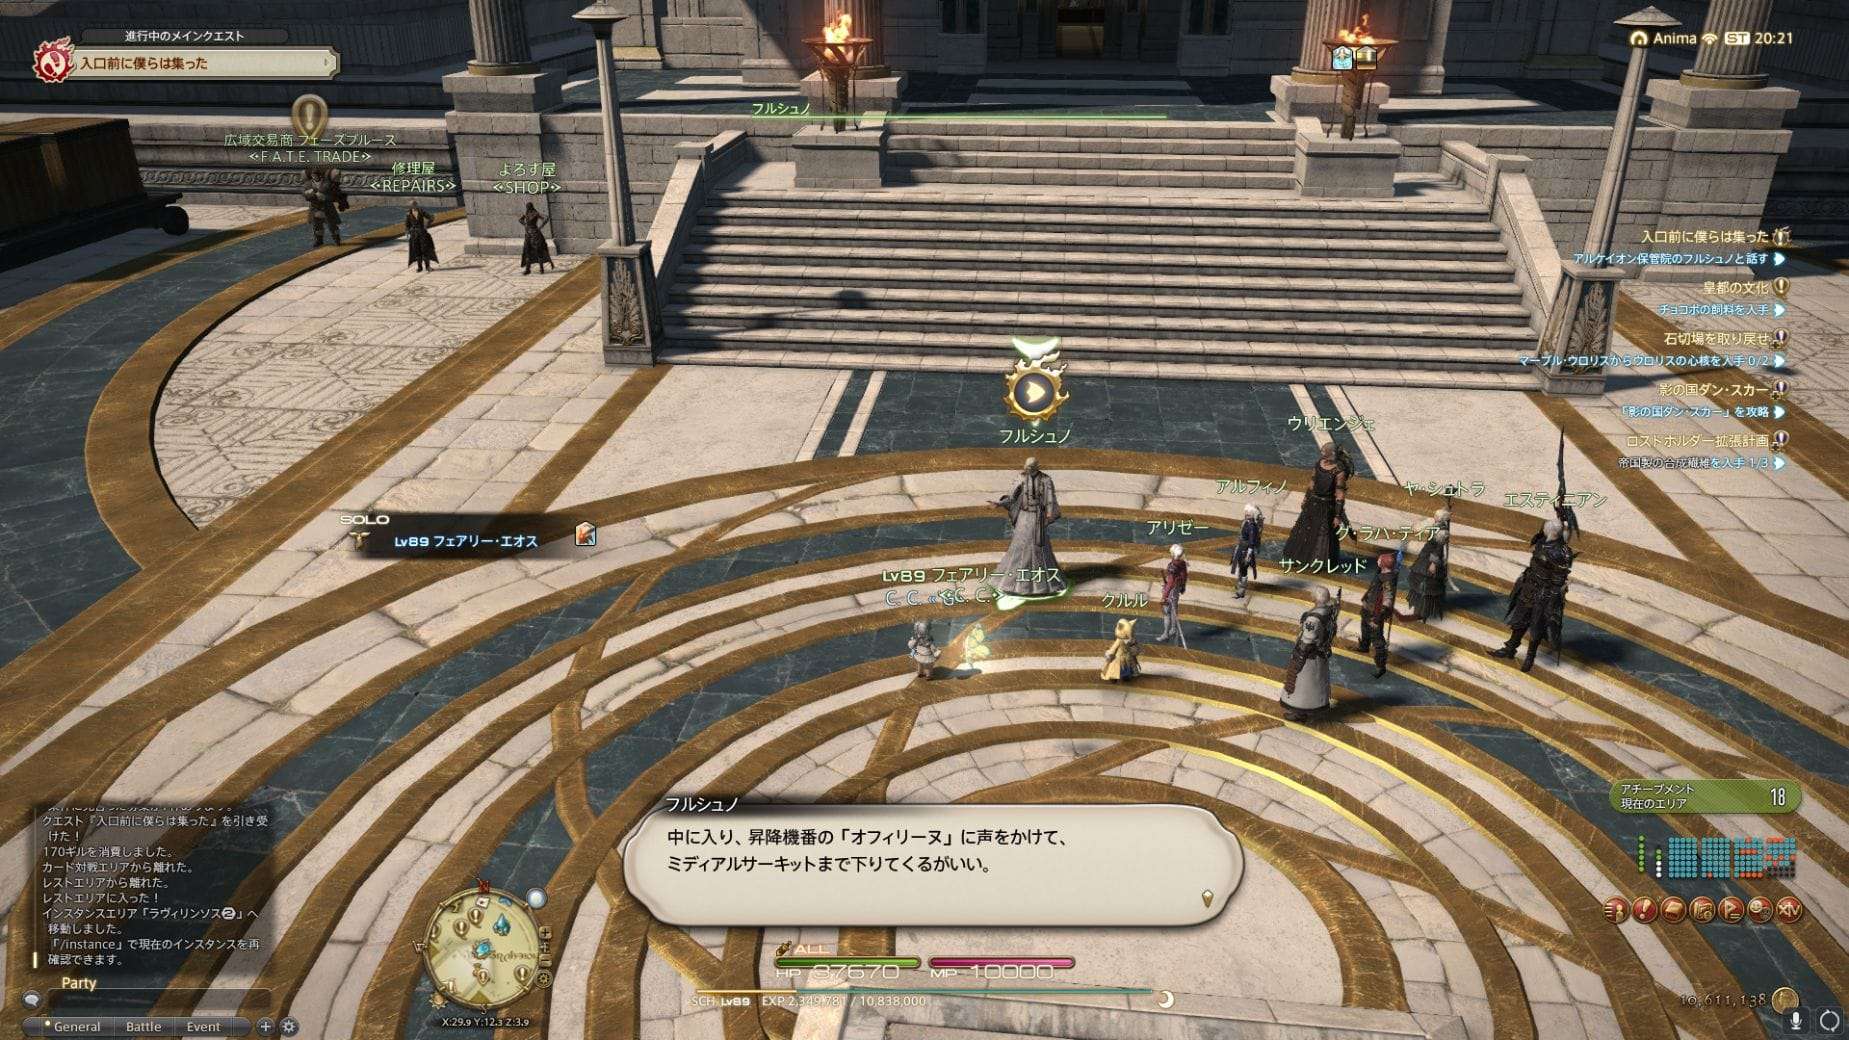 進行中のメインクエスト
入口前に僕らは集った
Anima ST 20:21
フルシュノ
広域交易商 フェーズブルース
<F.A.T.E. TRADE>
修理屋
<REPAIRS>
よろず屋
<SHOP>
入口前に僕らは集った
アルケイオン保管院のフルシュノと話す
皇都の文化
チョコボの飼料を入手
石切場を取り戻せ
マーブル・ウロリスからウロリスの心核を入手 0/2
影の国ダン・スカー
「影の国ダン・スカー」を攻略
ロストホルダー拡張計画
帝国製の合成繊維を入手 1/3
フルシュノ
ウリエンジェ
アルフィノ
ヤ・シュトラ
エスティニアン
アリゼー
グ・ラハ・ティア
サンクレッド
クルル
SOLO
Lv89 フェアリー・エオス
Lv89 フェアリー・エオス
C. C.
フルシュノ
中に入り、昇降機番の「オフィリーヌ」に声をかけて、
ミディアルサーキットまで下りてくるがいい。
アチーブメント
現在のエリア
18
クエスト『入口前に僕らは集った』を引き受
けた！
170ギルを消費しました。
カード対戦エリアから離れた。
レストエリアから離れた。
レストエリアに入った！
インスタンスエリア「ラヴィリンソス2」へ
移動しました。
「/instance」で現在のインスタンスを再
確認できます。
Party
General Battle Event
X:29.9 Y:12.3 Z:3.9
ALL
HP 37670 MP 10000
SCH Lv89 EXP 2,349,781 / 10,838,000
10,611,138